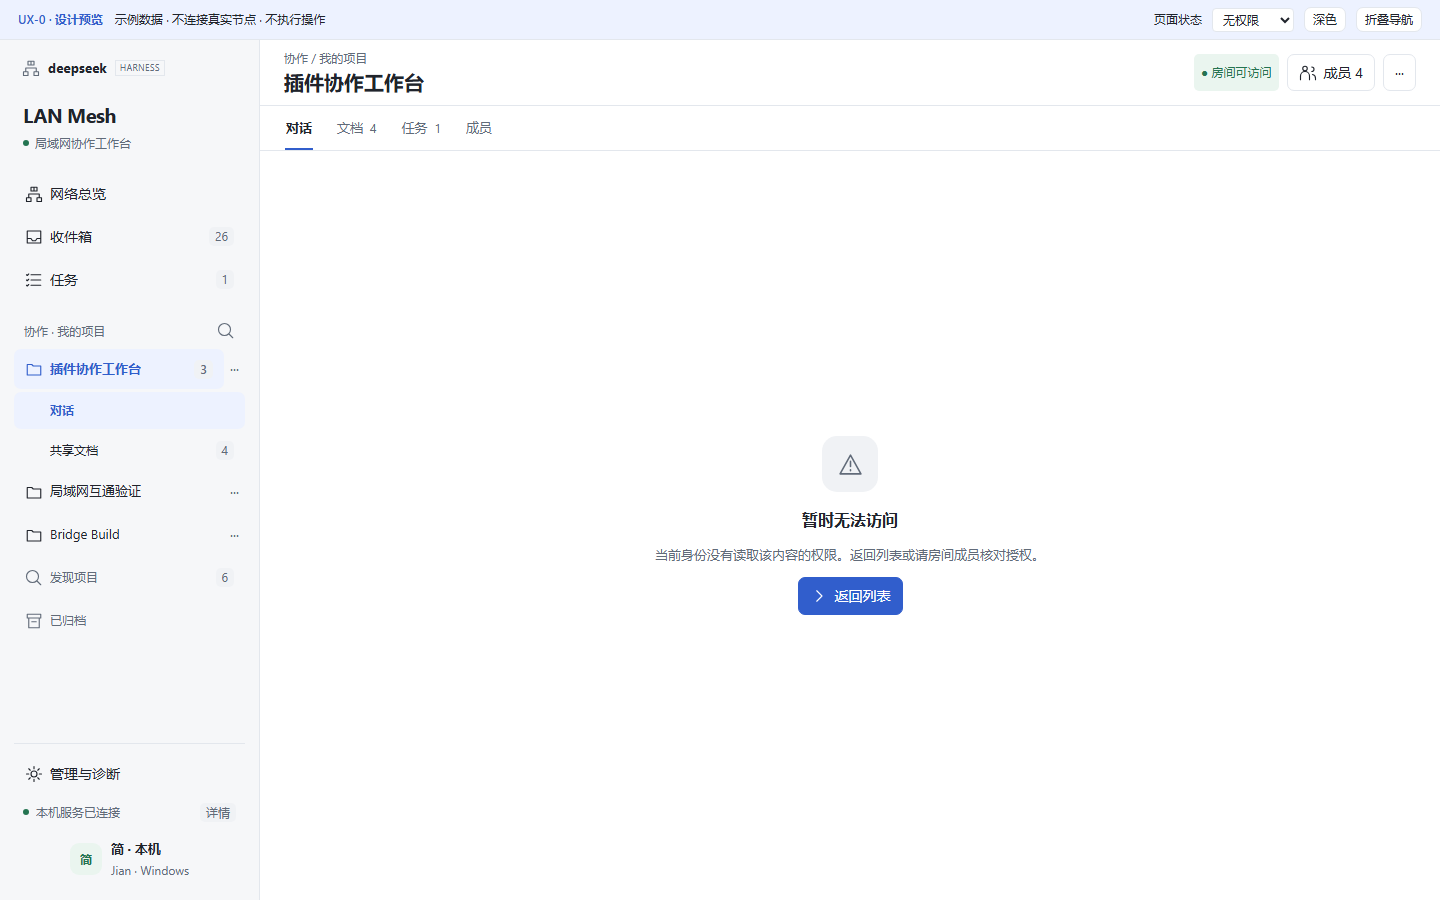 UX-0 · 设计预览 示例数据 · 不连接真实节点 · 不执行操作 页面状态 无权限 深色 折叠导航
deepseek HARNESS
LAN Mesh
局域网协作工作台
网络总览
收件箱 26
任务 1
协作 · 我的项目
插件协作工作台 3 ...
对话
共享文档 4
局域网互通验证 ...
Bridge Build ...
发现项目 6
已归档
管理与诊断
本机服务已连接 详情
简 简 · 本机
Jian · Windows
协作 / 我的项目
插件协作工作台
房间可访问 成员 4 ...
对话 文档 4 任务 1 成员
暂时无法访问
当前身份没有读取该内容的权限。返回列表或请房间成员核对授权。
返回列表